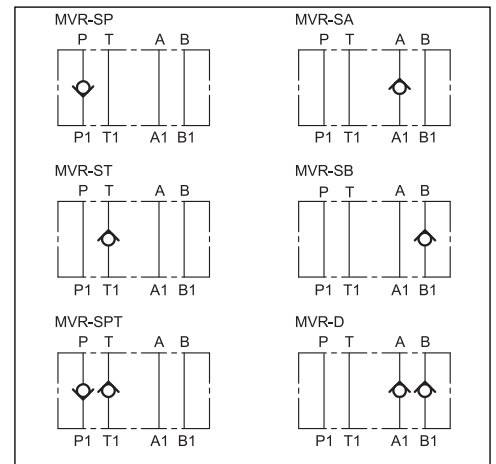 MVR-SP
P T A B
P1 T1 A1 B1
MVR-SA
P T A B
P1 T1 A1 B1
MVR-ST
P T A B
P1 T1 A1 B1
MVR-SB
P T A B
P1 T1 A1 B1
MVR-SPT
P T A B
P1 T1 A1 B1
MVR-D
P T A B
P1 T1 A1 B1